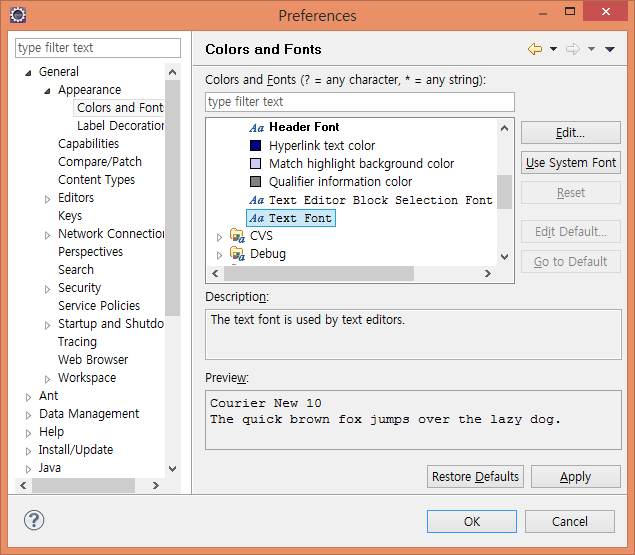 Preferences
type filter text
General
Appearance
Colors and Font
Label Decoration
Capabilities
Compare/Patch
Content Types
Editors
Keys
Network Connection
Perspectives
Search
Security
Service Policies
Startup and Shutdo
Tracing
Web Browser
Workspace
Ant
Data Management
Help
Install/Update
Java
Colors and Fonts
Colors and Fonts (? = any character, * = any string):
type filter text
Aa Header Font
Hyperlink text color
Match highlight background color
Qualifier information color
Aa Text Editor Block Selection Font
Aa Text Font
CVS
Debug
Edit...
Use System Font
Reset
Edit Default...
Go to Default
Description:
The text font is used by text editors.
Preview:
Courier New 10
The quick brown fox jumps over the lazy dog.
Restore Defaults
Apply
?
OK
Cancel